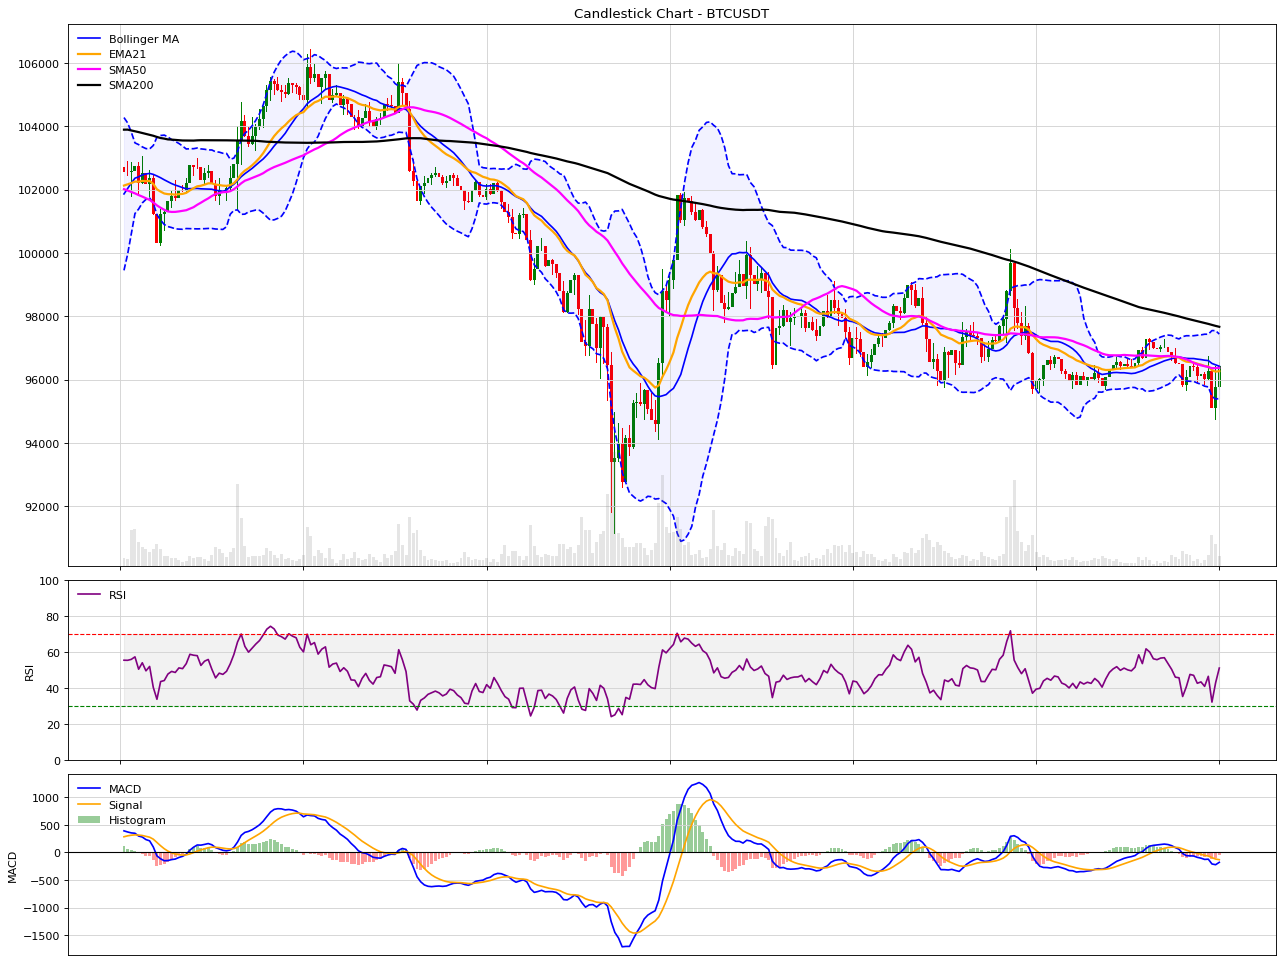 Candlestick Chart - BTCUSDT
Bollinger MA
EMA21
SMA50
SMA200
106000
104000
102000
100000
98000
96000
94000
92000
RSI
100
80
60
40
20
0
RSI
MACD
Signal
Histogram
1000
500
0
−500
−1000
−1500
MACD